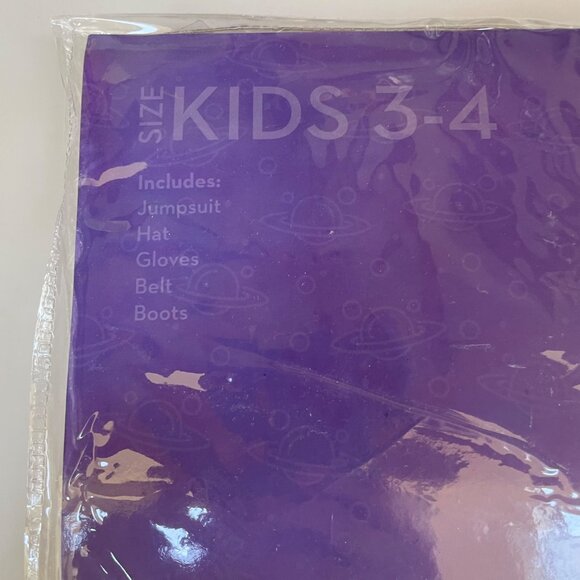 SIZE KIDS 3-4
Includes:
Jumpsuit
Hat
Gloves
Belt
Boots